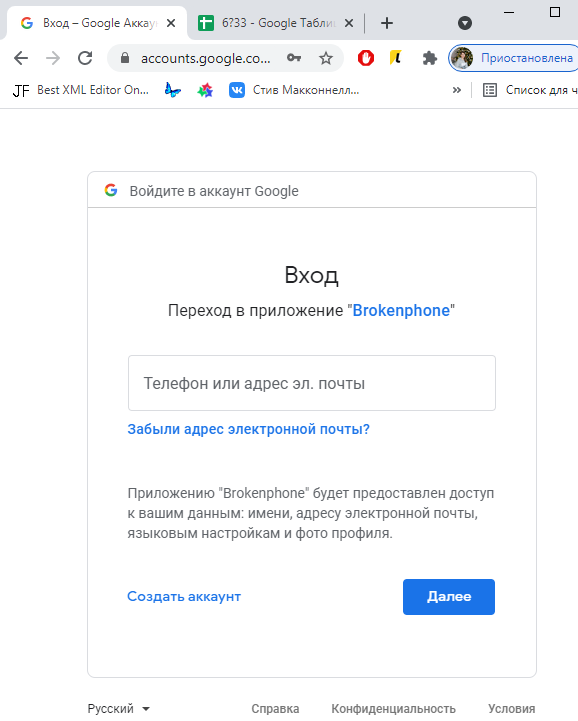 Вход – Google Аккау
6?33 - Google Табли
accounts.google.co...
Приостановлена
Best XML Editor On...
Стив Макконнелл...
»
Список для ч
Войдите в аккаунт Google
Вход
Переход в приложение "Brokenphone"
Телефон или адрес эл. почты
Забыли адрес электронной почты?
Приложению "Brokenphone" будет предоставлен доступ
к вашим данным: имени, адресу электронной почты,
языковым настройкам и фото профиля.
Создать аккаунт
Далее
Русский
Справка
Конфиденциальность
Условия